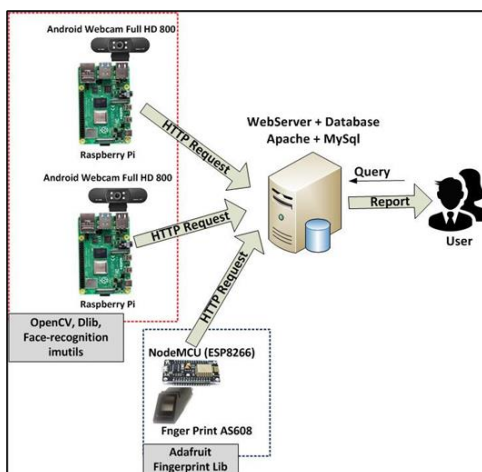 Android Webcam Full HD 800
Raspberry Pi
HTTP Request
Android Webcam Full HD 800
Raspberry Pi
HTTP Request
OpenCV, Dlib,
Face-recognition
imutils
WebServer + Database
Apache + MySql
Query
Report
User
HTTP Request
NodeMCU (ESP8266)
Fnger Print AS608
Adafruit
Fingerprint Lib